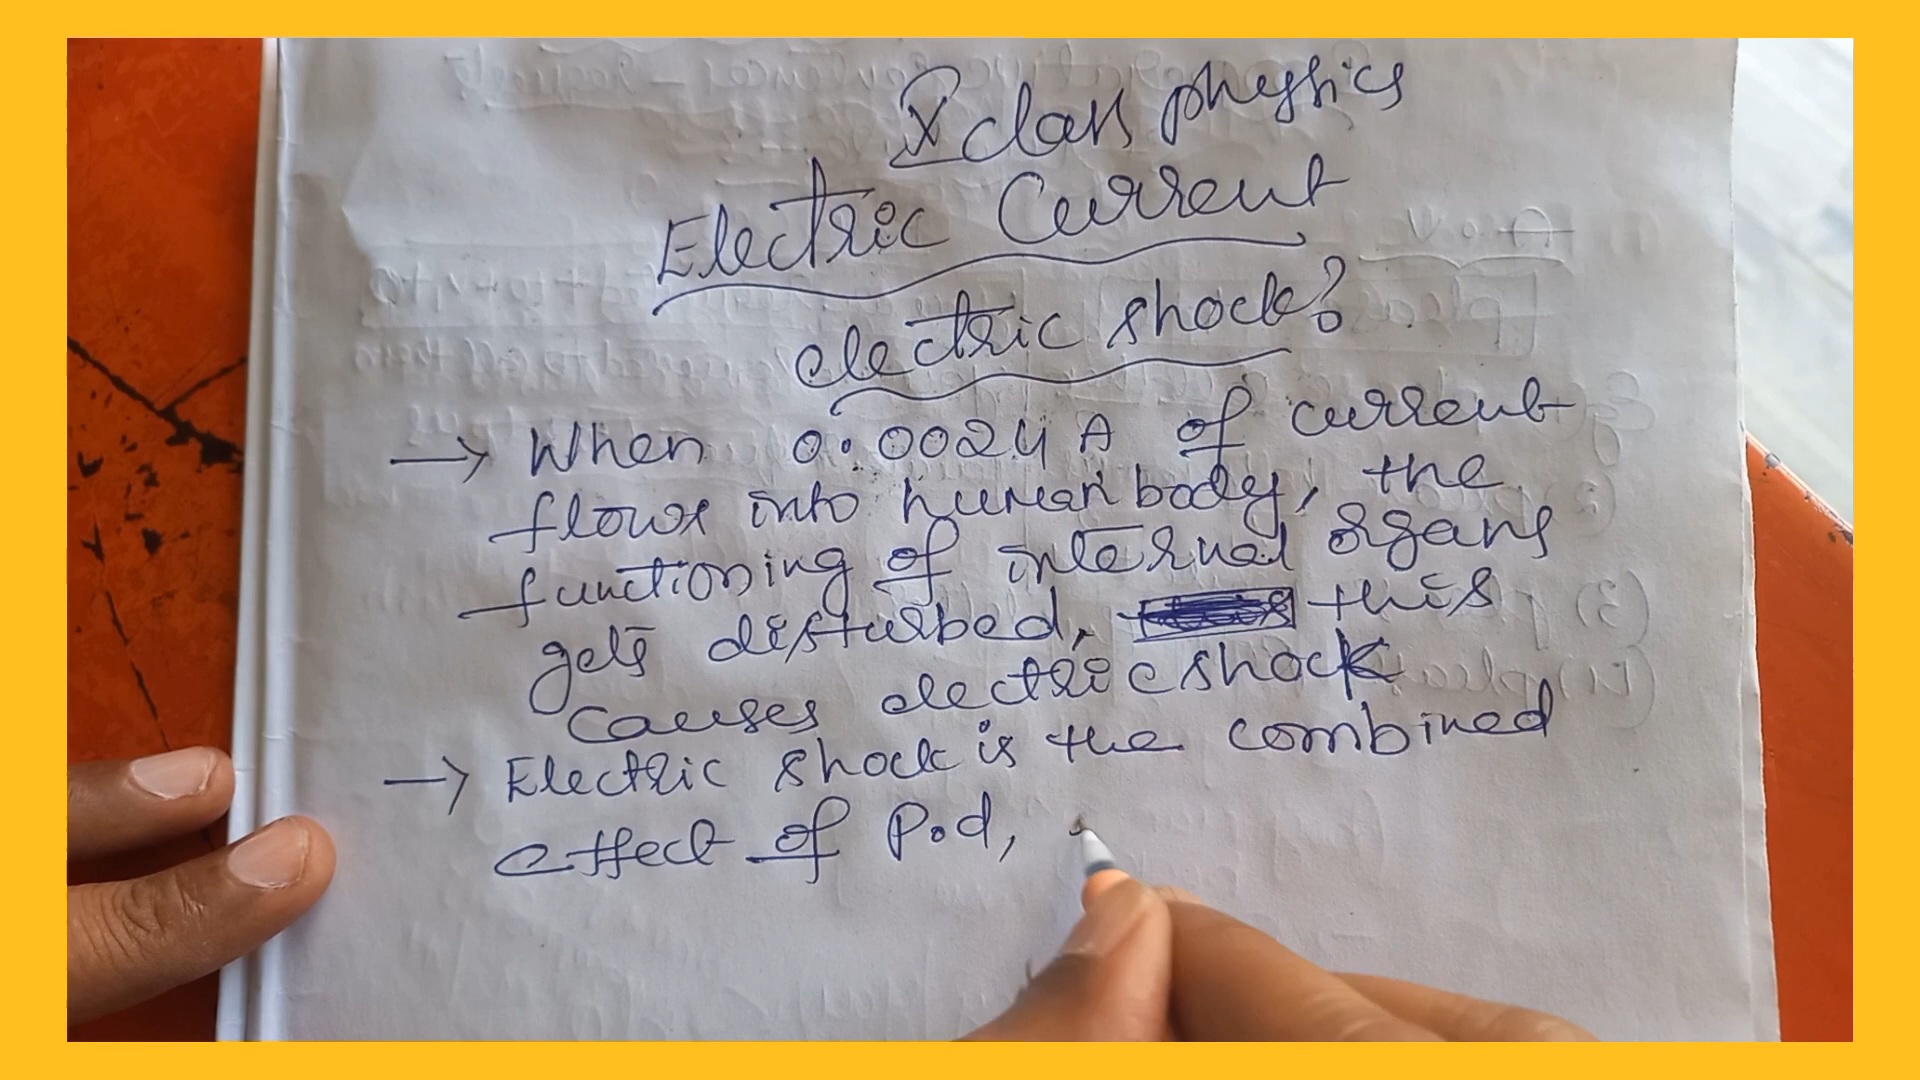 X class physics
Electric Current
electric shock?
→ When 0.0024 A of current
flows into human body, the
functioning of internal organs
gets disturbed, this
causes electric shock
→ Electric shock is the combined
effect of P.d,